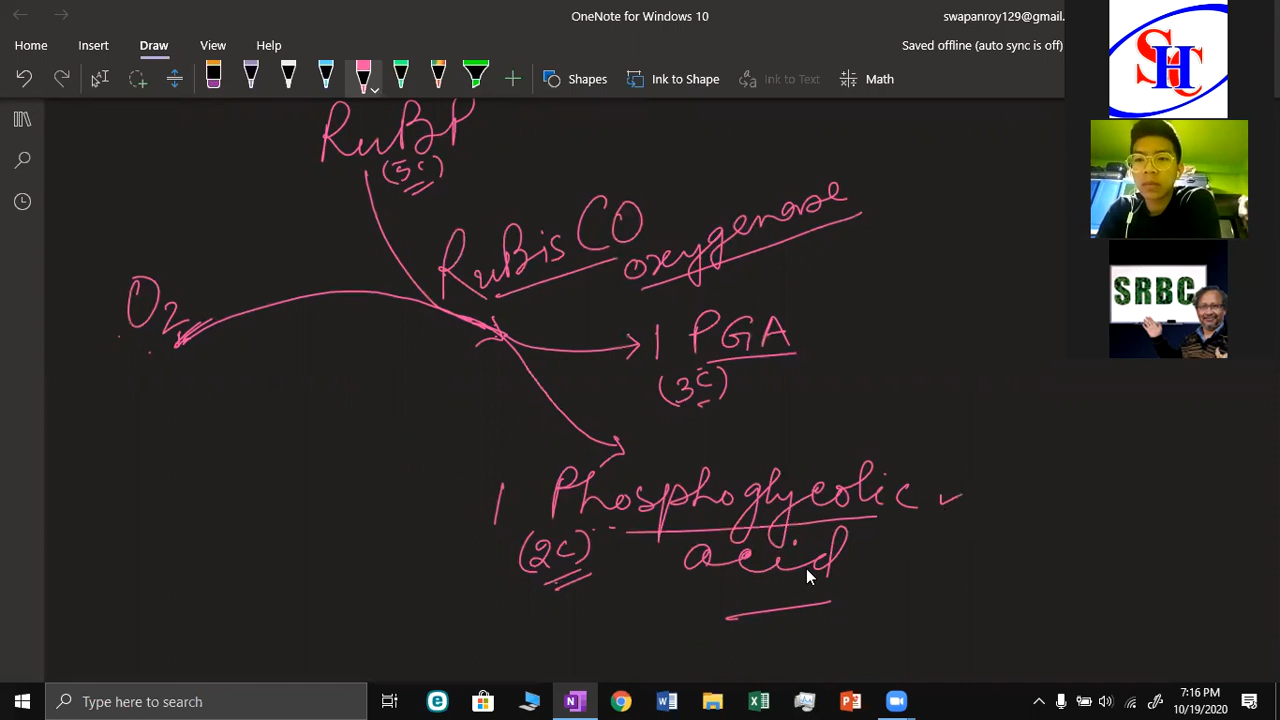 OneNote for Windows 10
swapanroy129@gmail.
Home Insert Draw View Help
Saved offline (auto sync is off)
Shapes Ink to Shape Ink to Text Math
SHC
RuBP
(5C)
RuBisCO
oxygenase
O2
1 PGA
(3C)
1 Phosphoglycolic
(2C)
acid
SRBC
Type here to search
7:16 PM
10/19/2020